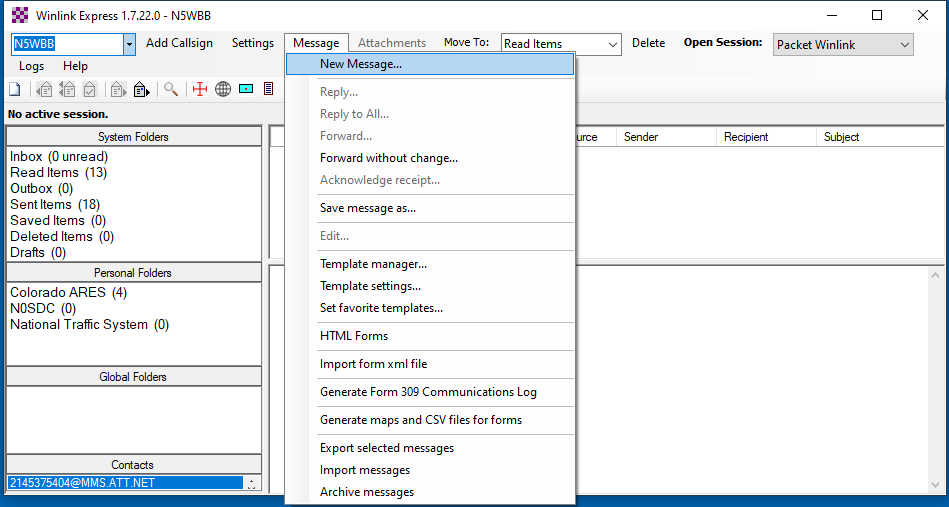 Winlink Express 1.7.22.0 - N5WBB
N5WBB Add Callsign Settings Message Attachments Move To: Read Items Delete Open Session: Packet Winlink
Logs Help
No active session.
System Folders
Inbox (0 unread)
Read Items (13)
Outbox (0)
Sent Items (18)
Saved Items (0)
Deleted Items (0)
Drafts (0)
Personal Folders
Colorado ARES (4)
N0SDC (0)
National Traffic System (0)
Global Folders
Contacts
2145375404@MMS.ATT.NET
New Message...
Reply...
Reply to All...
Forward...
Forward without change...
Acknowledge receipt...
Save message as...
Edit...
Template manager...
Template settings...
Set favorite templates...
HTML Forms
Import form xml file
Generate Form 309 Communications Log
Generate maps and CSV files for forms
Export selected messages
Import messages
Archive messages
urce Sender Recipient Subject